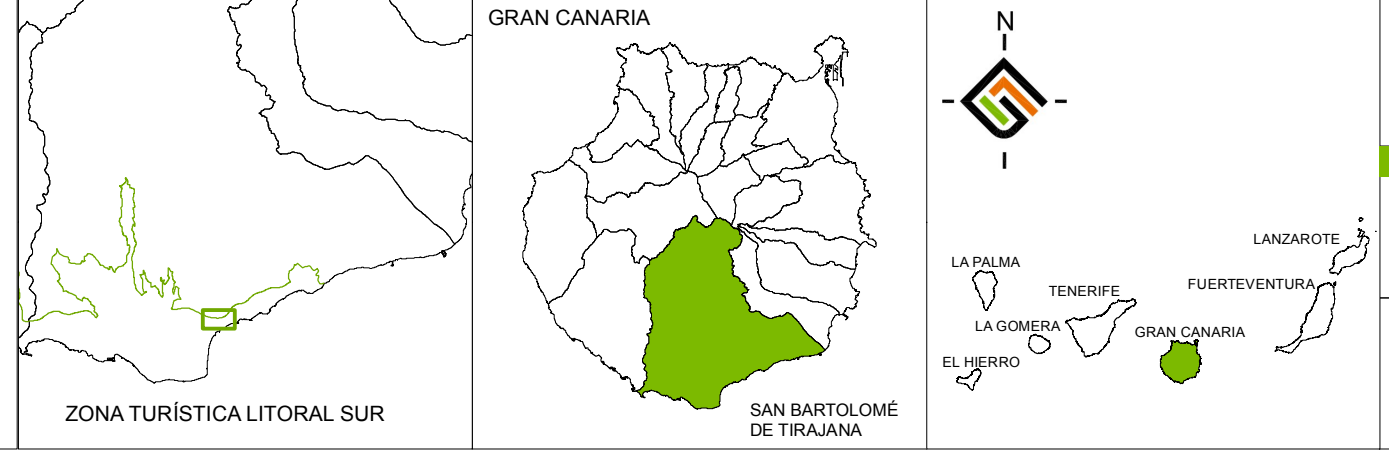 ZONA TURÍSTICA LITORAL SUR
GRAN CANARIA
SAN BARTOLOMÉ
DE TIRAJANA
N
LANZAROTE
LA PALMA
FUERTEVENTURA
TENERIFE
LA GOMERA
GRAN CANARIA
EL HIERRO